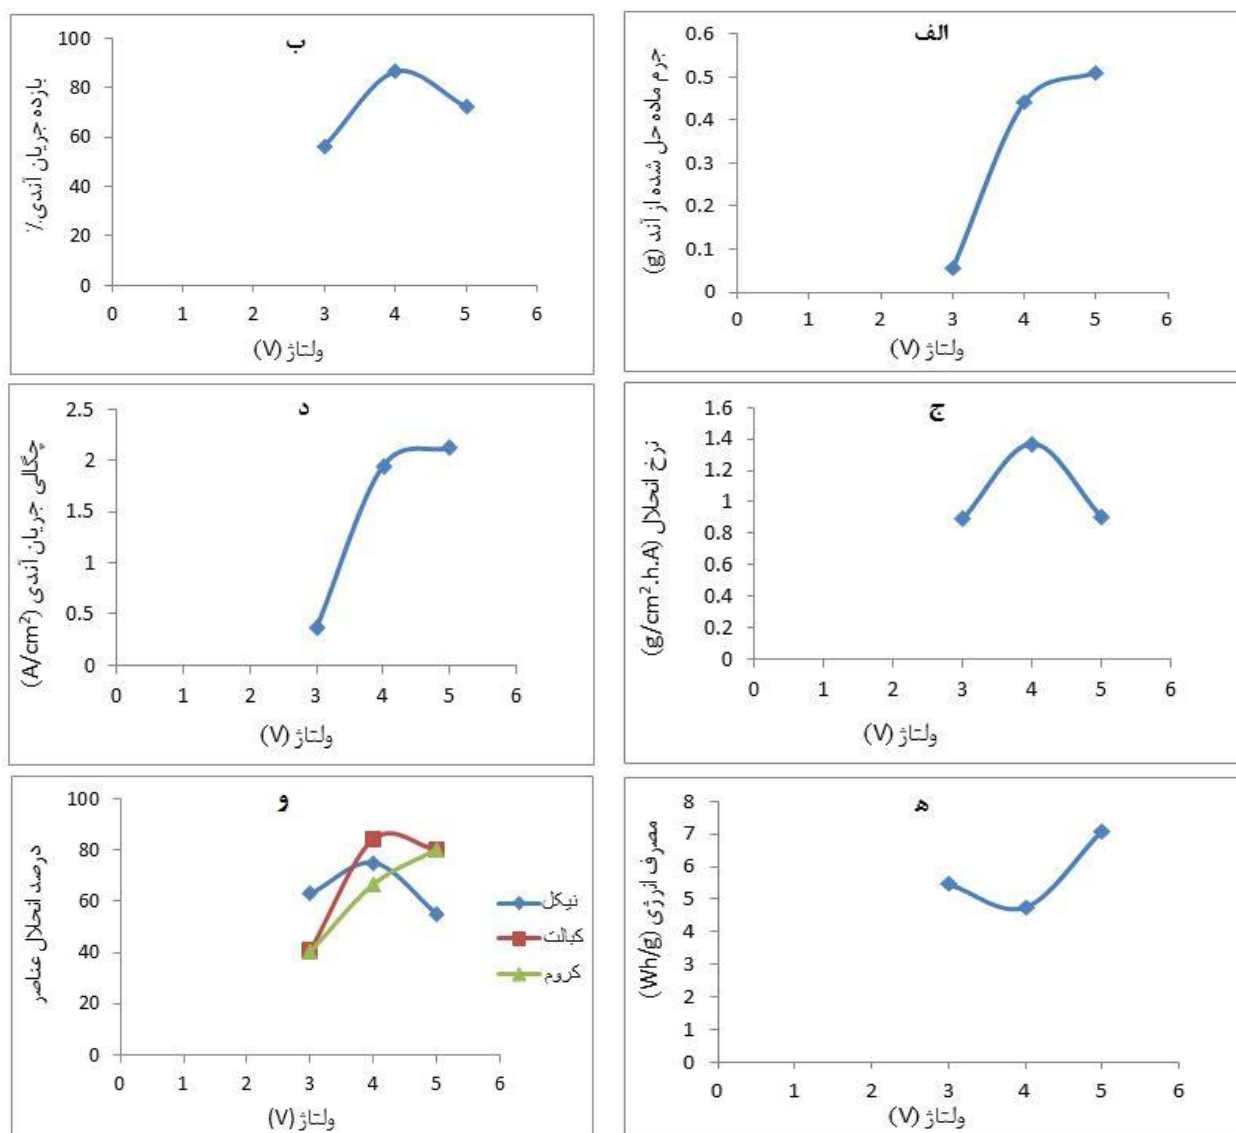 الف
جرم ماده حل شده از آند (g)
0.6
0.5
0.4
0.3
0.2
0.1
0
0 1 2 3 4 5 6
ولتاژ (V)
ب
بازده جریان آندی٪
100
80
60
40
20
0
0 1 2 3 4 5 6
ولتاژ (V)
ج
نرخ انحلال (g/cm².h.A)
1.6
1.4
1.2
1
0.8
0.6
0.4
0.2
0
0 1 2 3 4 5 6
ولتاژ (V)
د
چگالی جریان آندی (A/cm²)
2.5
2
1.5
1
0.5
0
0 1 2 3 4 5 6
ولتاژ (V)
ه
مصرف انرژی (Wh/g)
8
7
6
5
4
3
2
1
0
0 1 2 3 4 5 6
ولتاژ (V)
و
درصد انحلال عناصر
100
80
60
40
20
0
0 1 2 3 4 5 6
ولتاژ (V)
نیکل
کبالت
کروم